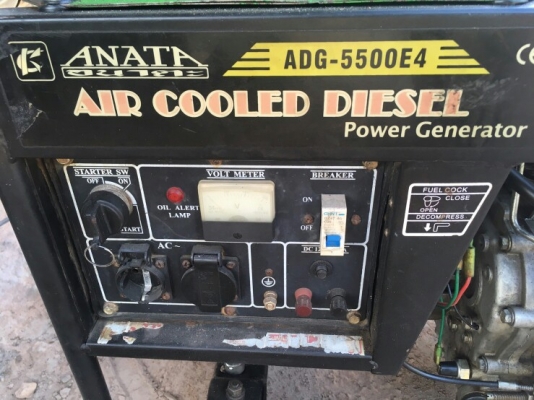 ANATA
ADG-5500E4
CE
AIR COOLED DIESEL
Power Generator
STARTER SW
OFF
ON
START
VOLT METER
OIL ALERT
LAMP
BREAKER
ON
OFF
FUEL COCK
CLOSE
OPEN
DECOMPRESS
AC~
DC